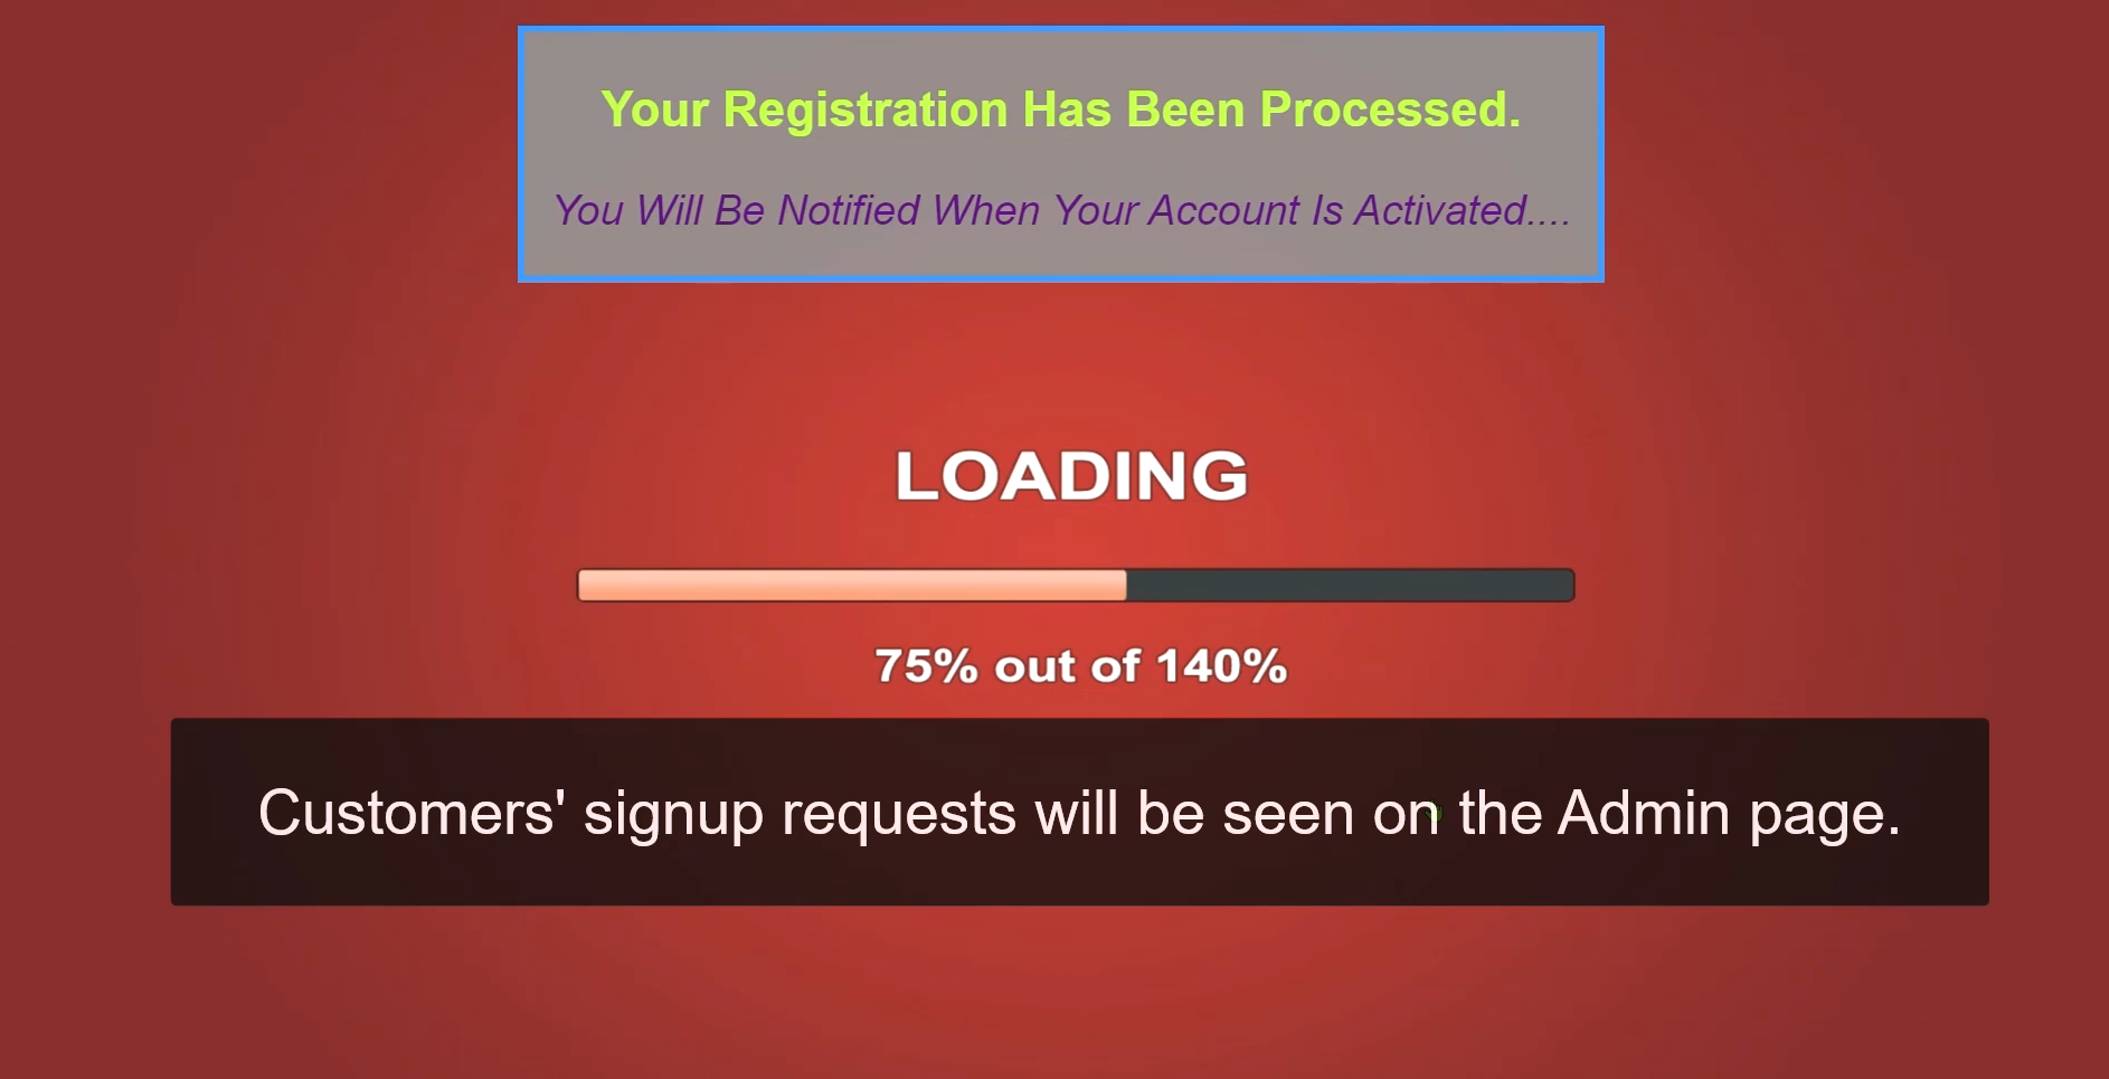 Your Registration Has Been Processed.
You Will Be Notified When Your Account Is Activated....
LOADING
75% out of 140%
Customers' signup requests will be seen on the Admin page.